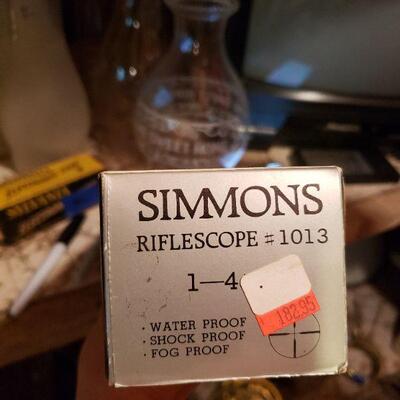 SIMMONS
RIFLESCOPE #1013
1—4
182.95
· WATER PROOF
· SHOCK PROOF
· FOG PROOF